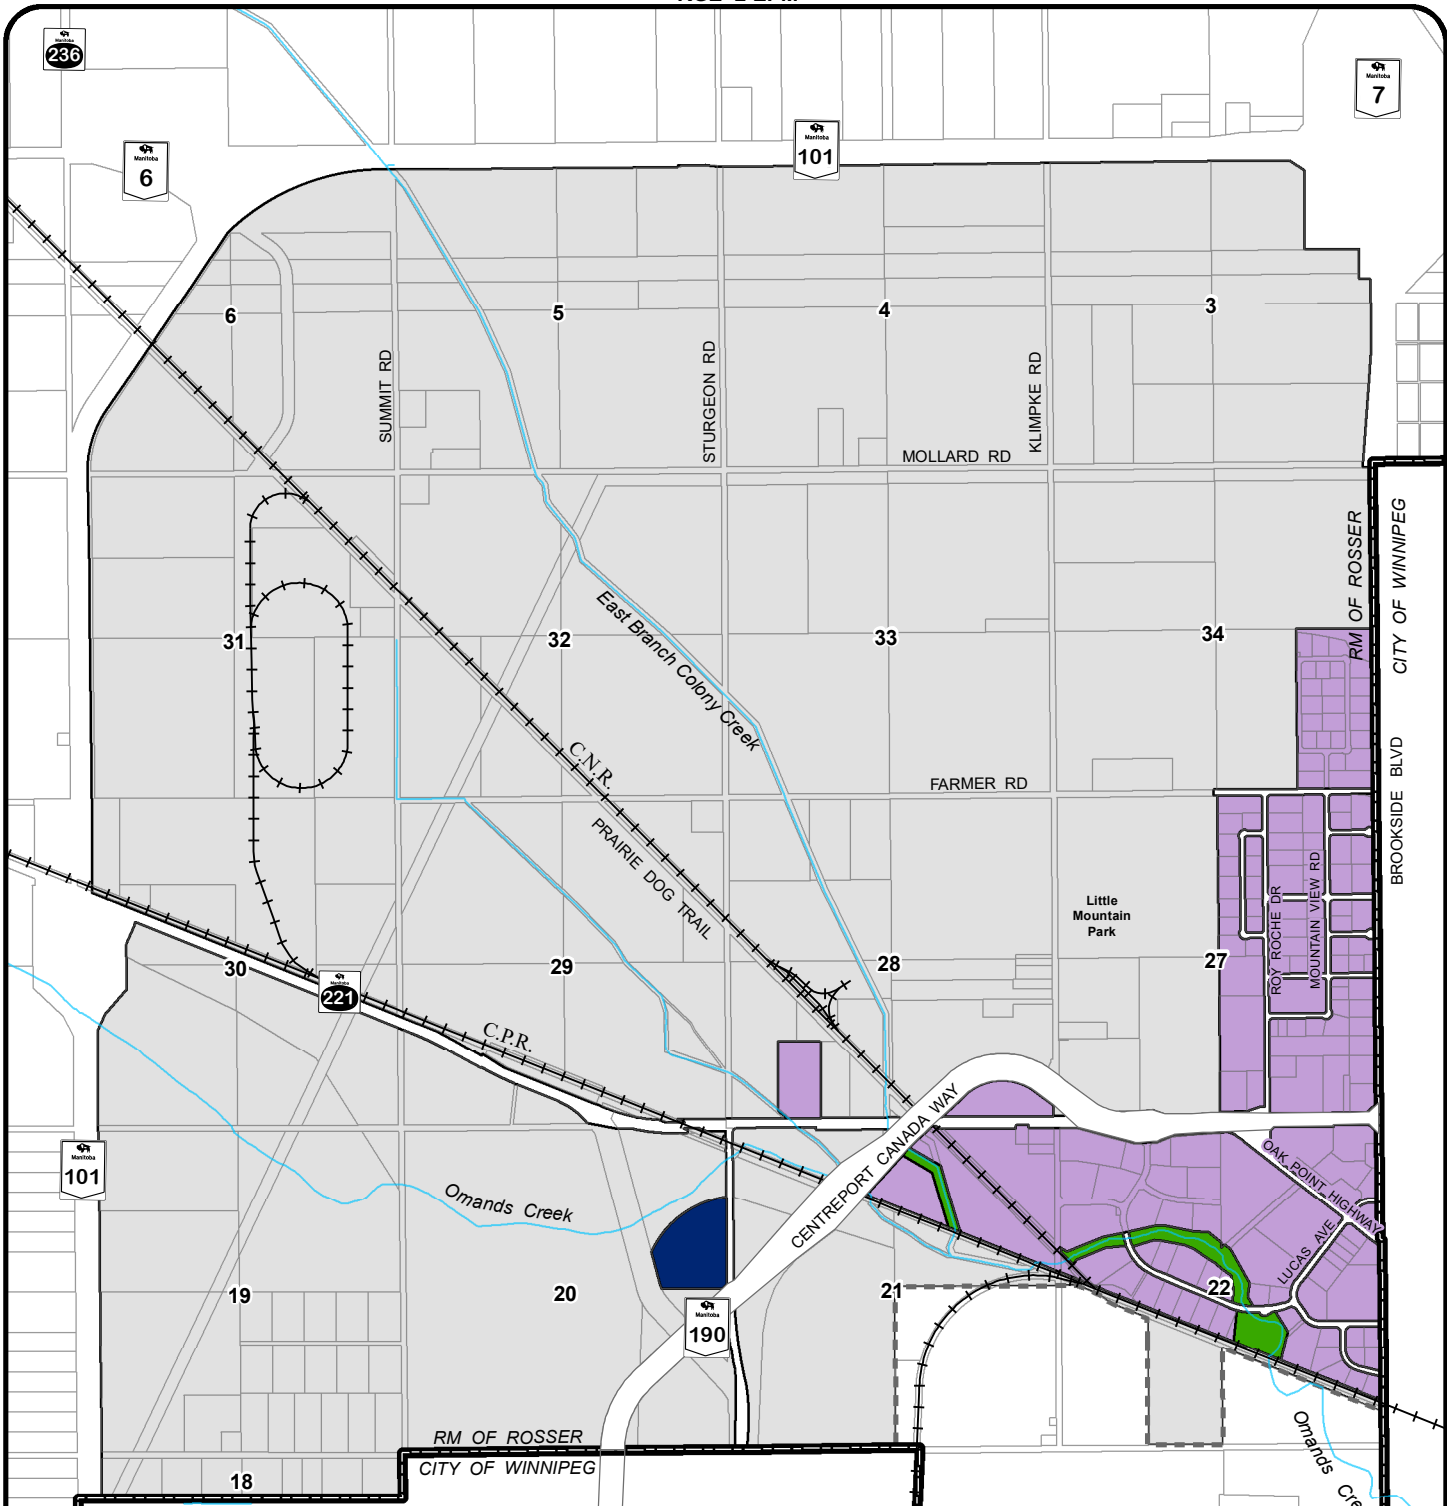 Manitoba
236
Manitoba
7
Manitoba
101
Manitoba
6
6
5
4
3
SUMMIT RD
STURGEON RD
KLIMPKE RD
MOLLARD RD
RM OF ROSSER
CITY OF WINNIPEG
East Branch Colony Creek
31
32
33
34
C.N.R.
FARMER RD
BROOKSIDE BLVD
PRAIRIE DOG TRAIL
Little
Mountain
Park
ROY ROCHE DR
MOUNTAIN VIEW RD
30
29
28
27
Manitoba
221
C.P.R.
CENTREPORT CANADA WAY
OAK POINT HIGHWAY
Manitoba
101
Omands Creek
LUCAS AVE
19
20
21
22
Manitoba
190
RM OF ROSSER
CITY OF WINNIPEG
18
Omands Cre